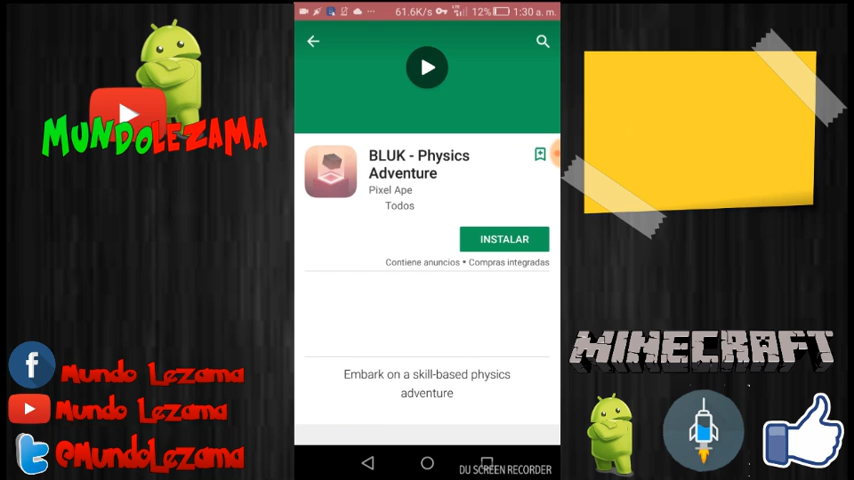 61.6K/s
12%
1:30 a. m.
MUNDOLEZAMA
BLUK - Physics
Adventure
Pixel Ape
Todos
INSTALAR
Contiene anuncios • Compras integradas
Embark on a skill-based physics
adventure
MINECRAFT
f Mundo Lezama
Mundo Lezama
@MundoLezama
DU SCREEN RECORDER